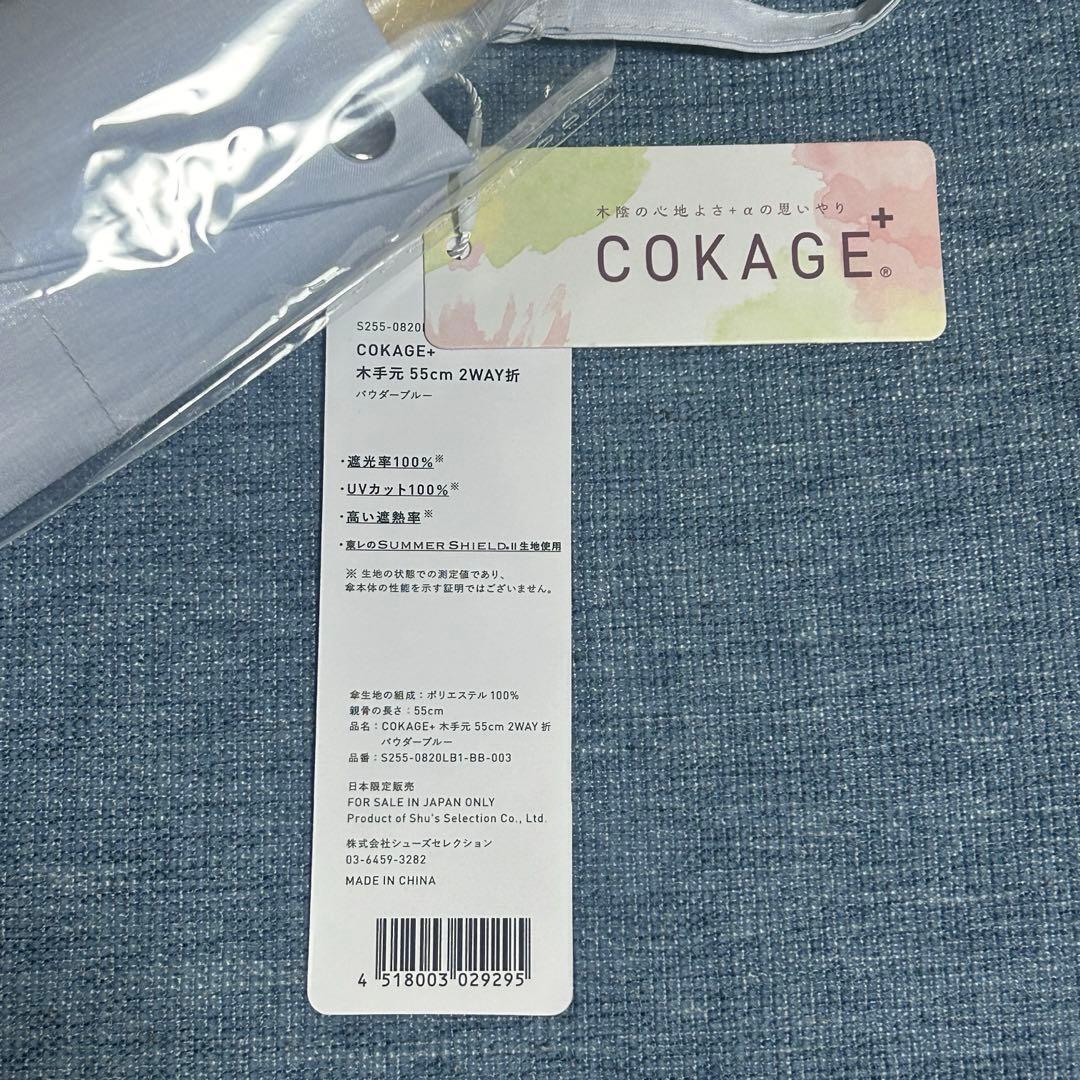 木陰の心地よさ+αの思いやり
COKAGE+®
S255-0820
COKAGE+
木手元 55cm 2WAY折
パウダーブルー
・遮光率100%※
・UVカット100%※
・高い遮熱率※
・東レのSUMMER SHIELD®II生地使用
※ 生地の状態での測定値であり、
傘本体の性能を示す証明ではございません。
傘生地の組成：ポリエステル 100%
親骨の長さ：55cm
品名：COKAGE+ 木手元 55cm 2WAY 折
パウダーブルー
品番：S255-0820LB1-BB-003
日本限定販売
FOR SALE IN JAPAN ONLY
Product of Shu's Selection Co., Ltd.
株式会社シューズセレクション
03-6459-3282
MADE IN CHINA
4 518003 029295